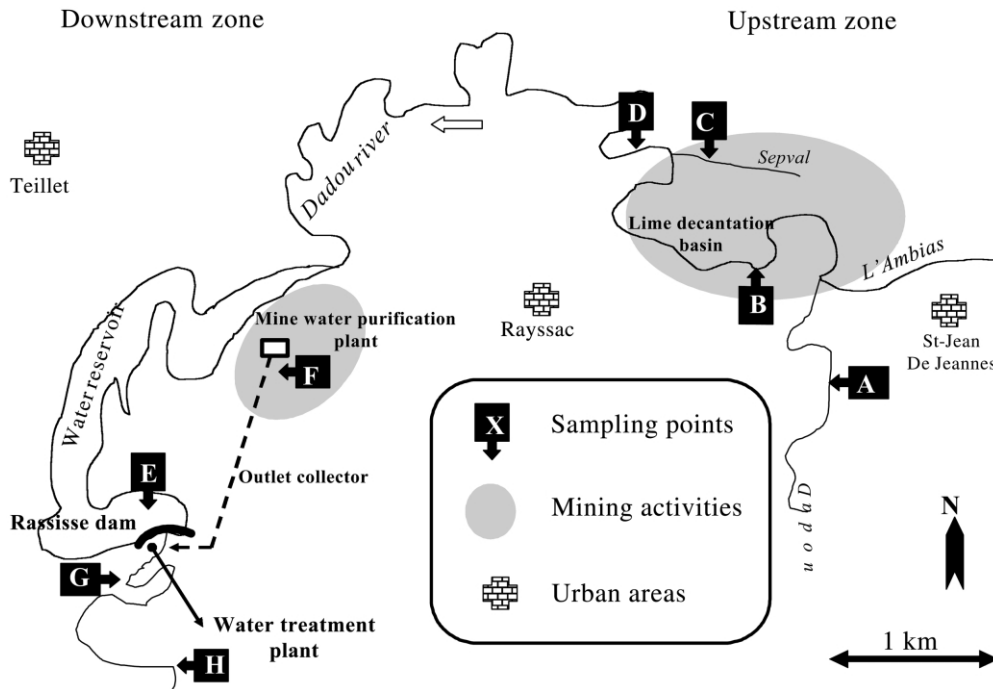 Downstream zone
Upstream zone
D
C
Sepval
Dadou river
Teillet
Lime decantation
basin
L'Ambias
B
Rayssac
St-Jean
De Jeannes
A
Mine water purification
plant
F
Water reservoir
X
Sampling points
E
Outlet collector
Dadou
Mining activities
N
Rassisse dam
G
Urban areas
Water treatment
plant
H
1 km